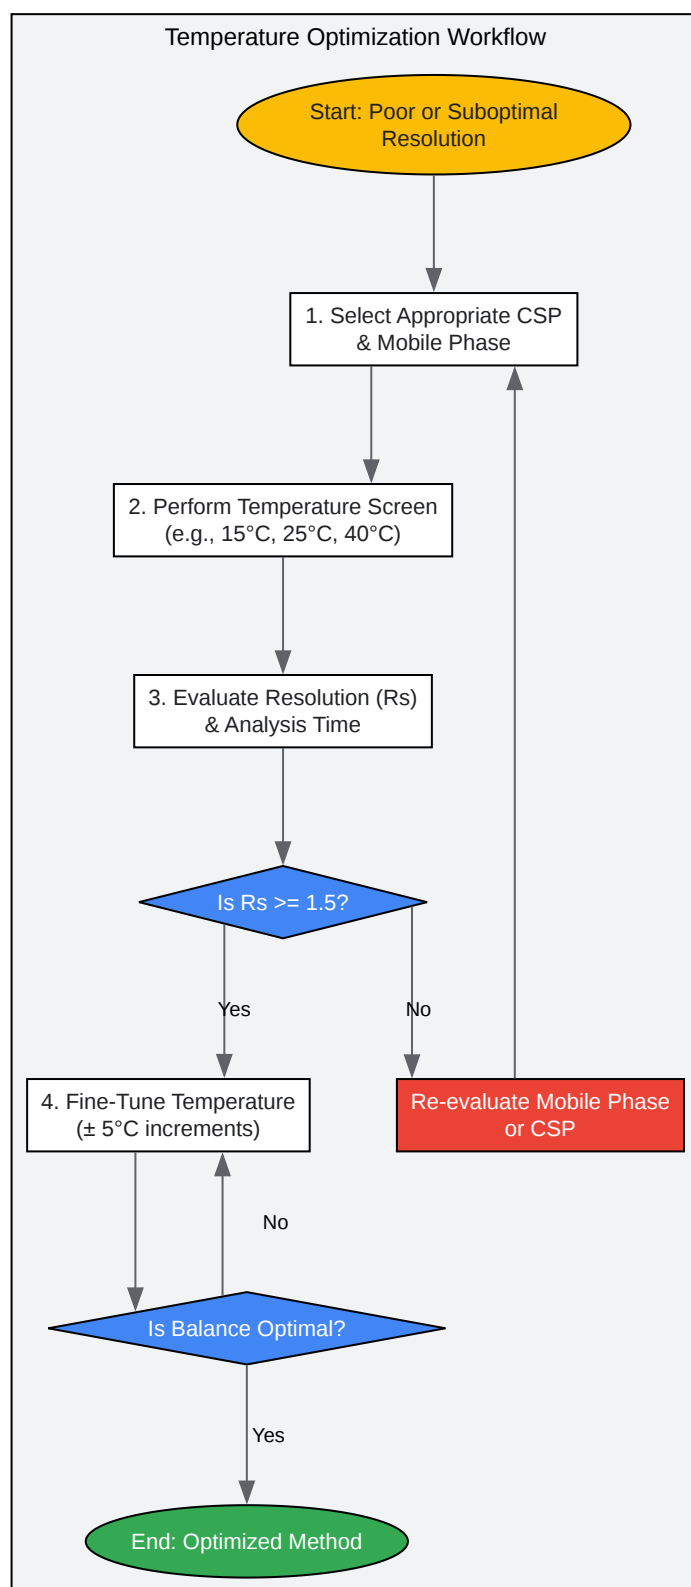 Temperature Optimization Workflow
Start: Poor or Suboptimal
Resolution
1. Select Appropriate CSP
& Mobile Phase
2. Perform Temperature Screen
(e.g., 15°C, 25°C, 40°C)
3. Evaluate Resolution (Rs)
& Analysis Time
Is Rs >= 1.5?
Yes
No
4. Fine-Tune Temperature
(± 5°C increments)
Re-evaluate Mobile Phase
or CSP
No
Is Balance Optimal?
Yes
End: Optimized Method